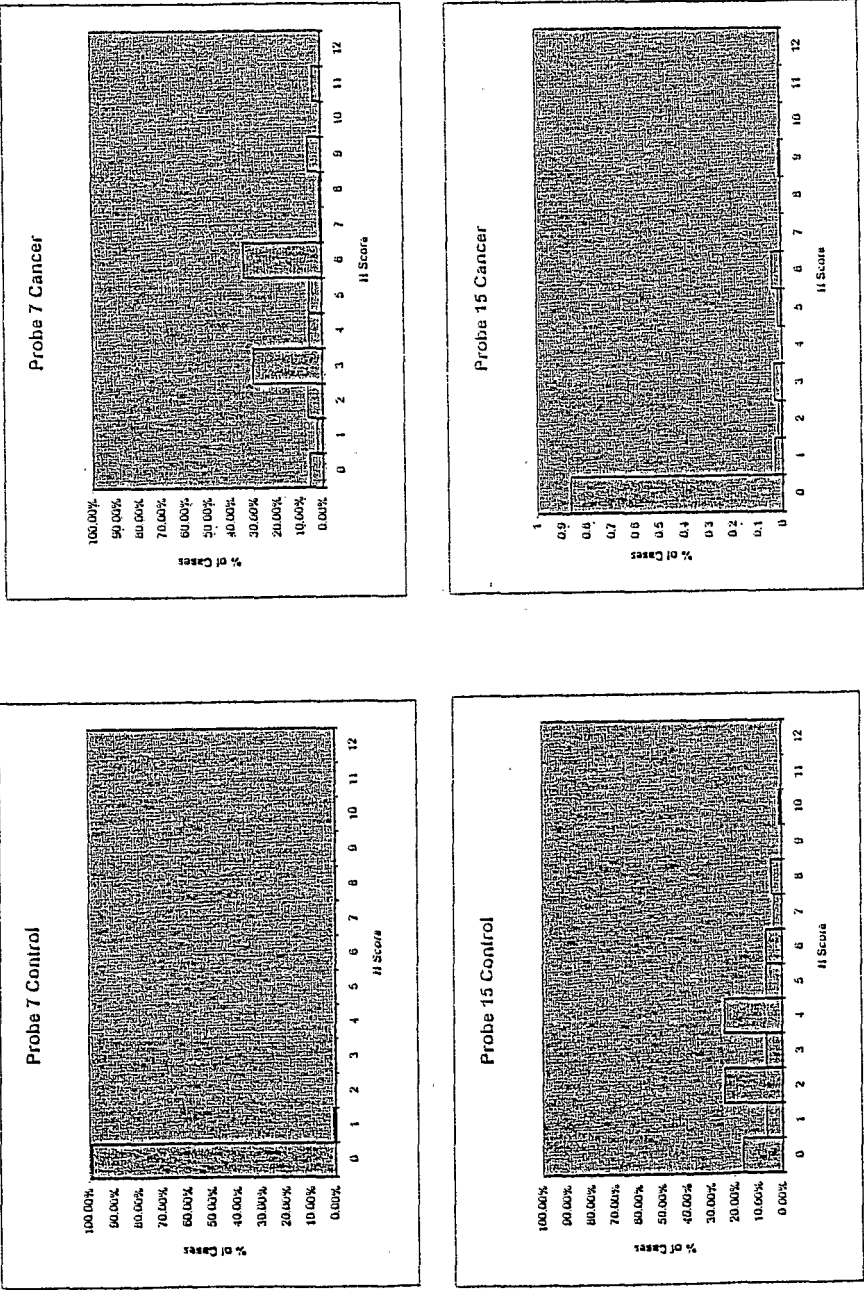 Probe 7 Control
100.00%
90.00%
80.00%
70.00%
60.00%
50.00%
40.00%
30.00%
20.00%
10.00%
0.00%
% of Cases
0 1 2 3 4 5 6 7 8 9 10 11 12
H Score
Probe 7 Cancer
100.00%
90.00%
80.00%
70.00%
60.00%
50.00%
40.00%
30.00%
20.00%
10.00%
0.00%
% of Cases
0 1 2 3 4 5 6 7 8 9 10 11 12
H Score
Probe 15 Control
100.00%
90.00%
80.00%
70.00%
60.00%
50.00%
40.00%
30.00%
20.00%
10.00%
0.00%
% of Cases
0 1 2 3 4 5 6 7 8 9 10 11 12
H Score
Probe 15 Cancer
1
0.9
0.8
0.7
0.6
0.5
0.4
0.3
0.2
0.1
0
% of Cases
0 1 2 3 4 5 6 7 8 9 10 11 12
H Score